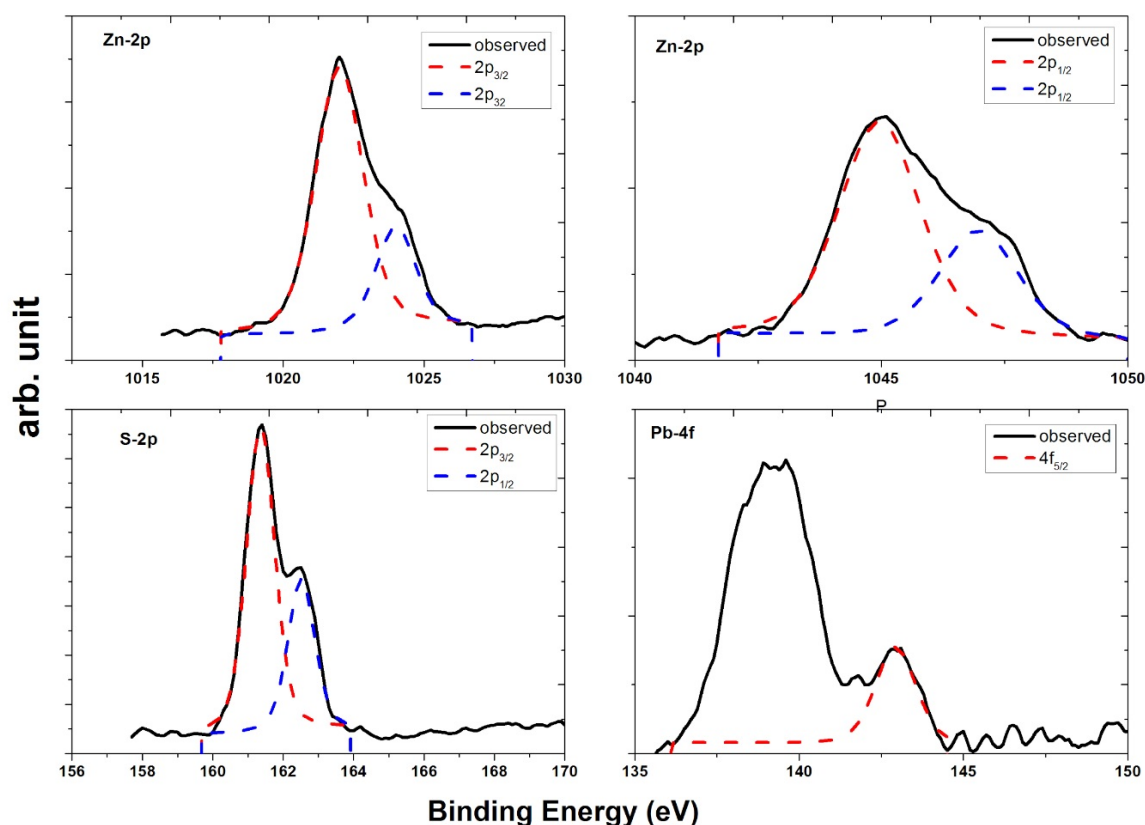 Zn-2p
observed
2p3/2
2p32
1015 1020 1025 1030
Zn-2p
observed
2p1/2
2p1/2
1040 1045 1050
P
S-2p
observed
2p3/2
2p1/2
156 158 160 162 164 166 168 170
Pb-4f
observed
4f5/2
135 140 145 150
arb. unit
Binding Energy (eV)